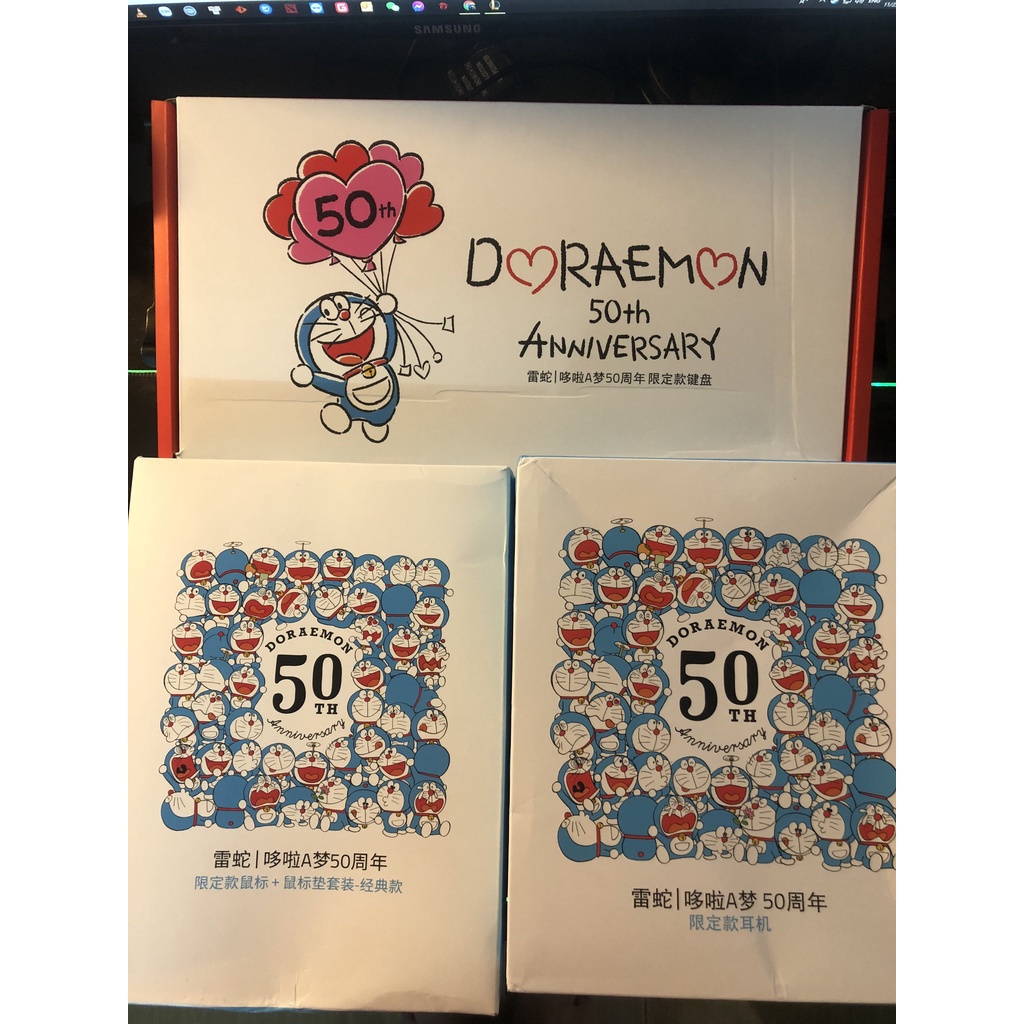 SAMSUNG
50th
DORAEMON
50th
ANNIVERSARY
雷蛇|哆啦A梦50周年 限定款键盘
DORAEMON
50
TH
Anniversary
雷蛇|哆啦A梦50周年
限定款鼠标 + 鼠标垫套装-经典款
DORAEMON
50
TH
Anniversary
雷蛇|哆啦A梦 50周年
限定款耳机